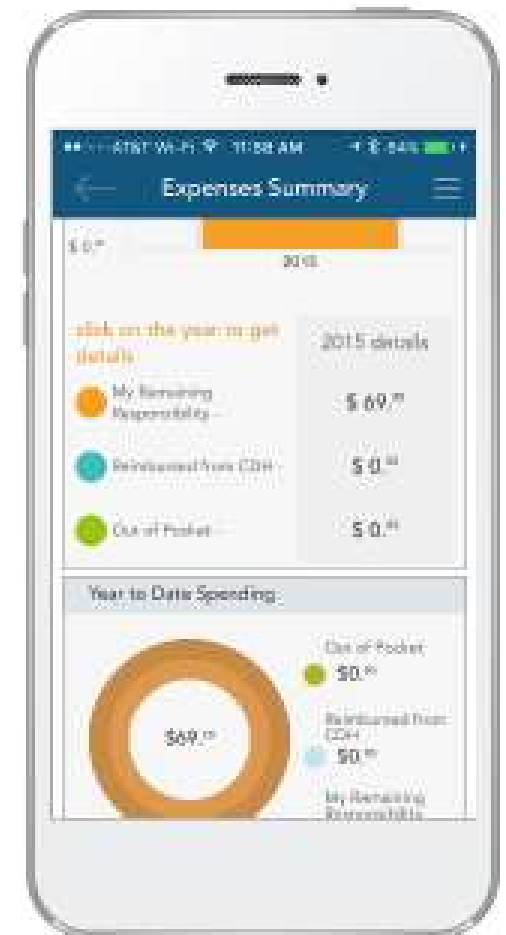 AT&T Wi-Fi 11:58 AM 64%
Expenses Summary
$ 0.
2015
click on the year to get
details
2015 details
My Remaining
Responsibility
$ 69.
Reimbursed from CDH
$ 0.
Out of Pocket
$ 0.
Year to Date Spending
Out of Pocket
$0.
$69.
Reimbursed from
CDH
$0.
My Remaining